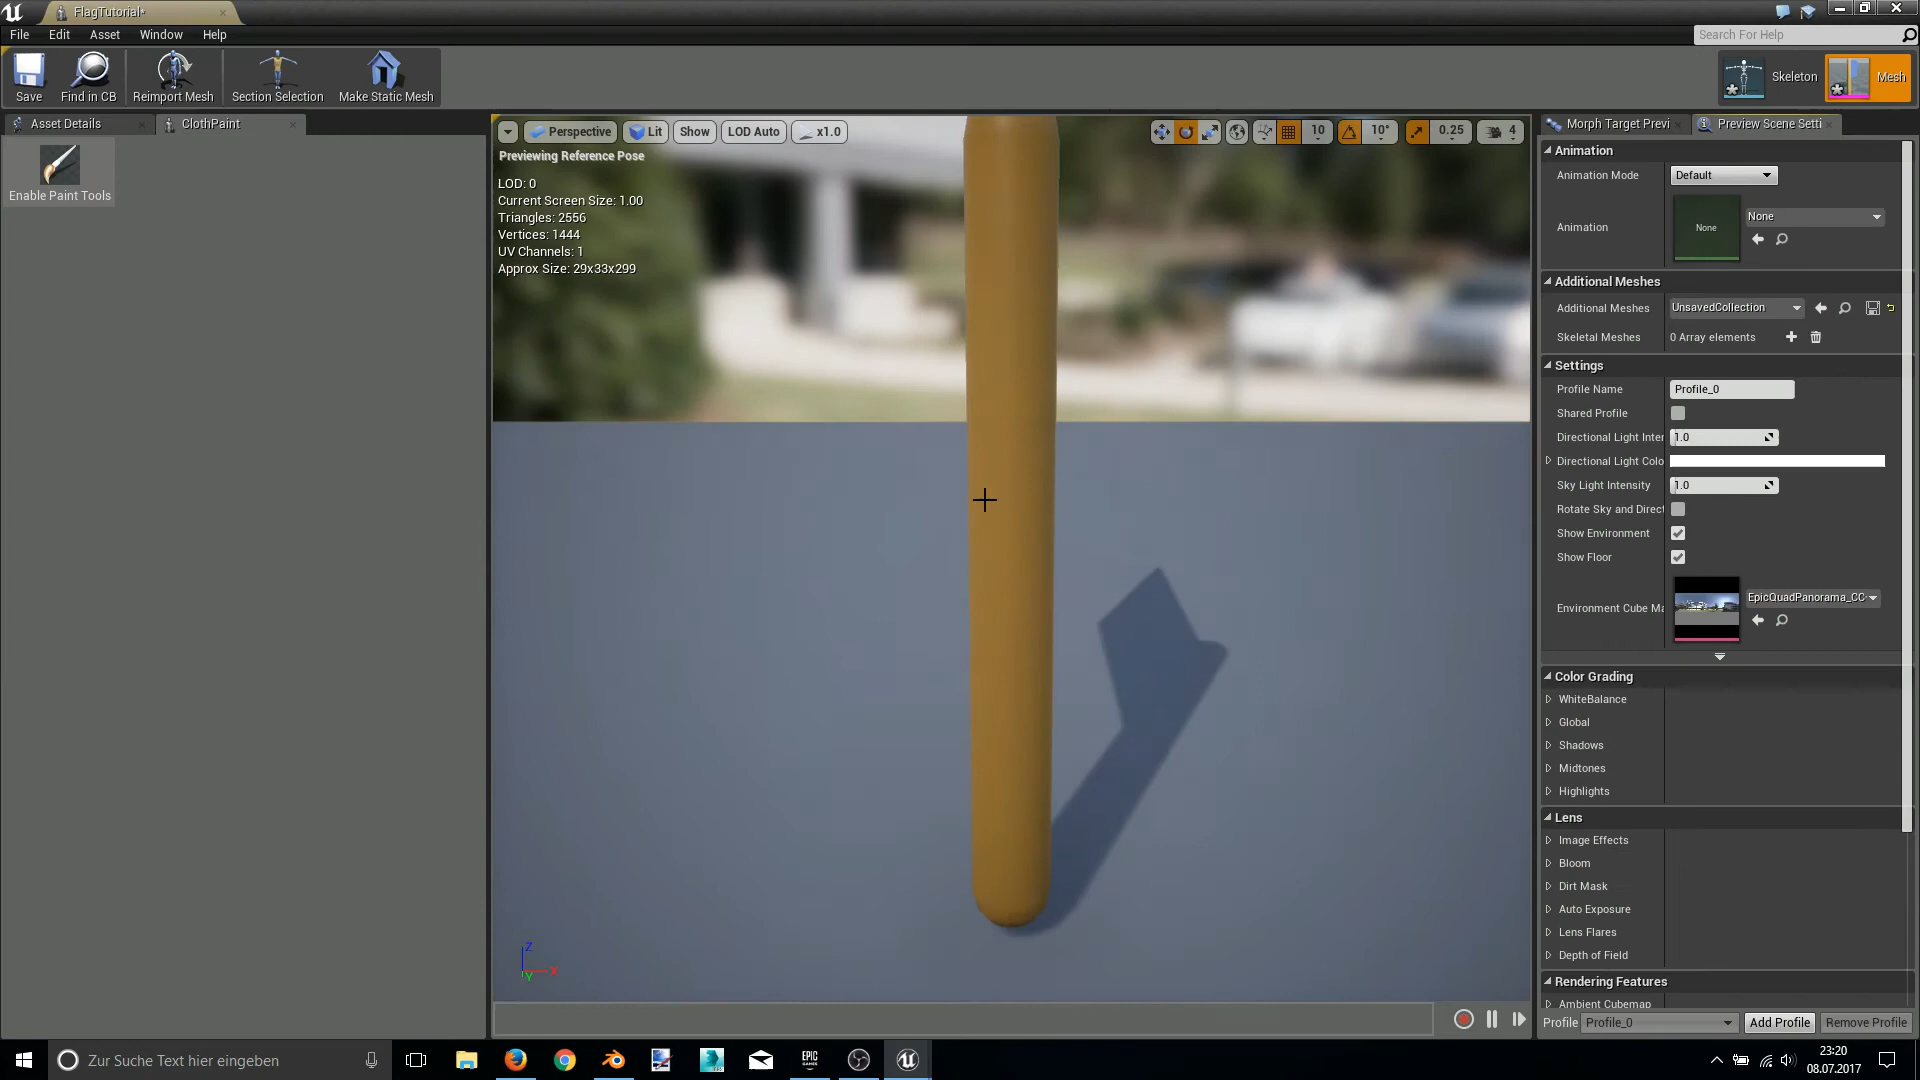 FlagTutorial*
File Edit Asset Window Help
Search For Help
Save Find in CB Reimport Mesh Section Selection Make Static Mesh
Skeleton Mesh
Asset Details ClothPaint
Enable Paint Tools
Perspective Lit Show LOD Auto x1.0
10 10° 0.25 4
Previewing Reference Pose
LOD: 0
Current Screen Size: 1.00
Triangles: 2556
Vertices: 1444
UV Channels: 1
Approx Size: 29x33x299
Z
X
Y
Morph Target Previ Preview Scene Setti
Animation
Animation Mode Default
Animation None None
Additional Meshes
Additional Meshes UnsavedCollection
Skeletal Meshes 0 Array elements
Settings
Profile Name Profile_0
Shared Profile
Directional Light Inter 1.0
Directional Light Colo
Sky Light Intensity 1.0
Rotate Sky and Direct
Show Environment
Show Floor
Environment Cube Ma EpicQuadPanorama_CC
Color Grading
WhiteBalance
Global
Shadows
Midtones
Highlights
Lens
Image Effects
Bloom
Dirt Mask
Auto Exposure
Lens Flares
Depth of Field
Rendering Features
Ambient Cubemap
Profile Profile_0 Add Profile Remove Profile
Zur Suche Text hier eingeben
EPIC GAMES
23:20
08.07.2017